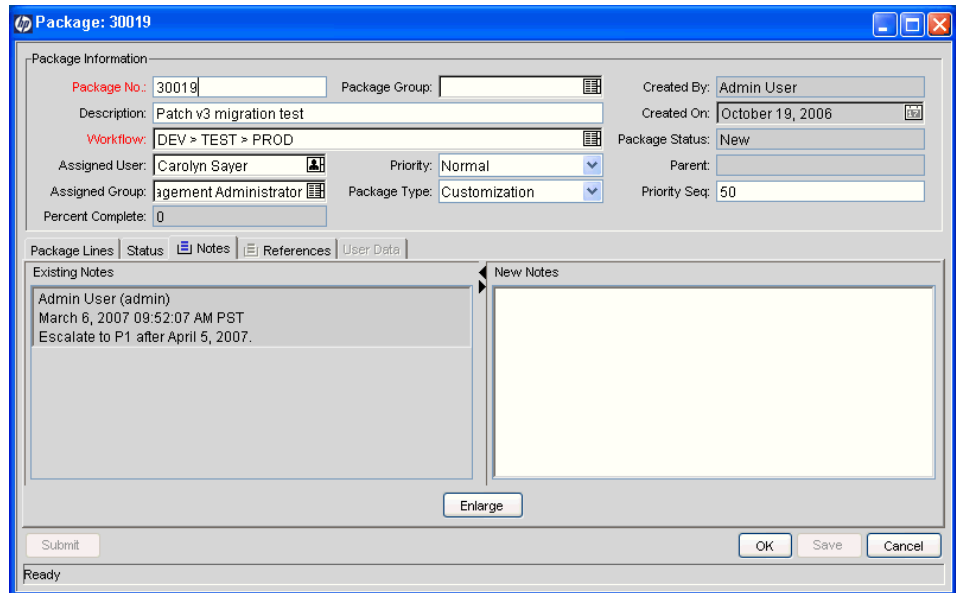 hp Package: 30019
Package Information
Package No.: 30019 Package Group: Created By: Admin User
Description: Patch v3 migration test Created On: October 19, 2006
Workflow: DEV > TEST > PROD Package Status: New
Assigned User: Carolyn Sayer Priority: Normal Parent:
Assigned Group: agement Administrator Package Type: Customization Priority Seq: 50
Percent Complete: 0
Package Lines Status Notes References User Data
Existing Notes New Notes
Admin User (admin)
March 6, 2007 09:52:07 AM PST
Escalate to P1 after April 5, 2007.
Enlarge
Submit OK Save Cancel
Ready